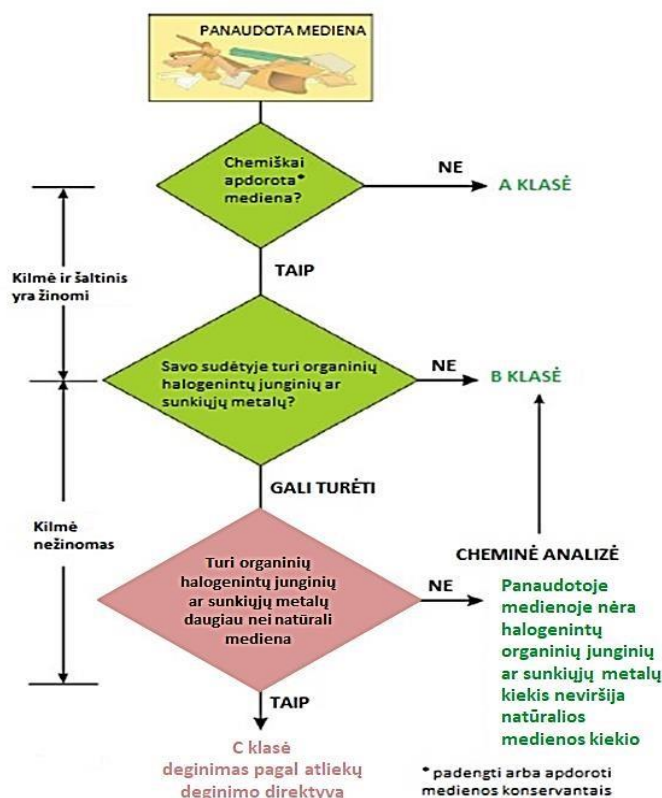 PANAUDOTA MEDIENA
Chemiškai
apdorota*
mediena?
NE
A KLASĖ
Kilmė ir šaltinis
yra žinomi
TAIP
Savo sudėtyje turi organinių
halogenintų junginių ar
sunkiųjų metalų?
NE
B KLASĖ
GALI TURĖTI
Kilmė
nežinomas
Turi organinių
halogenintų junginių
ar sunkiųjų metalų
daugiau nei natūrali
mediena
NE
CHEMINĖ ANALIZĖ
Panaudotoje
medienoje nėra
halogenintų
organinių junginių
ar sunkiųjų metalų
kiekis neviršija
natūralios
medienos kiekio
TAIP
C klasė
deginimas pagal atliekų
deginimo direktyva
* padengti arba apdoroti
medienos konservantais